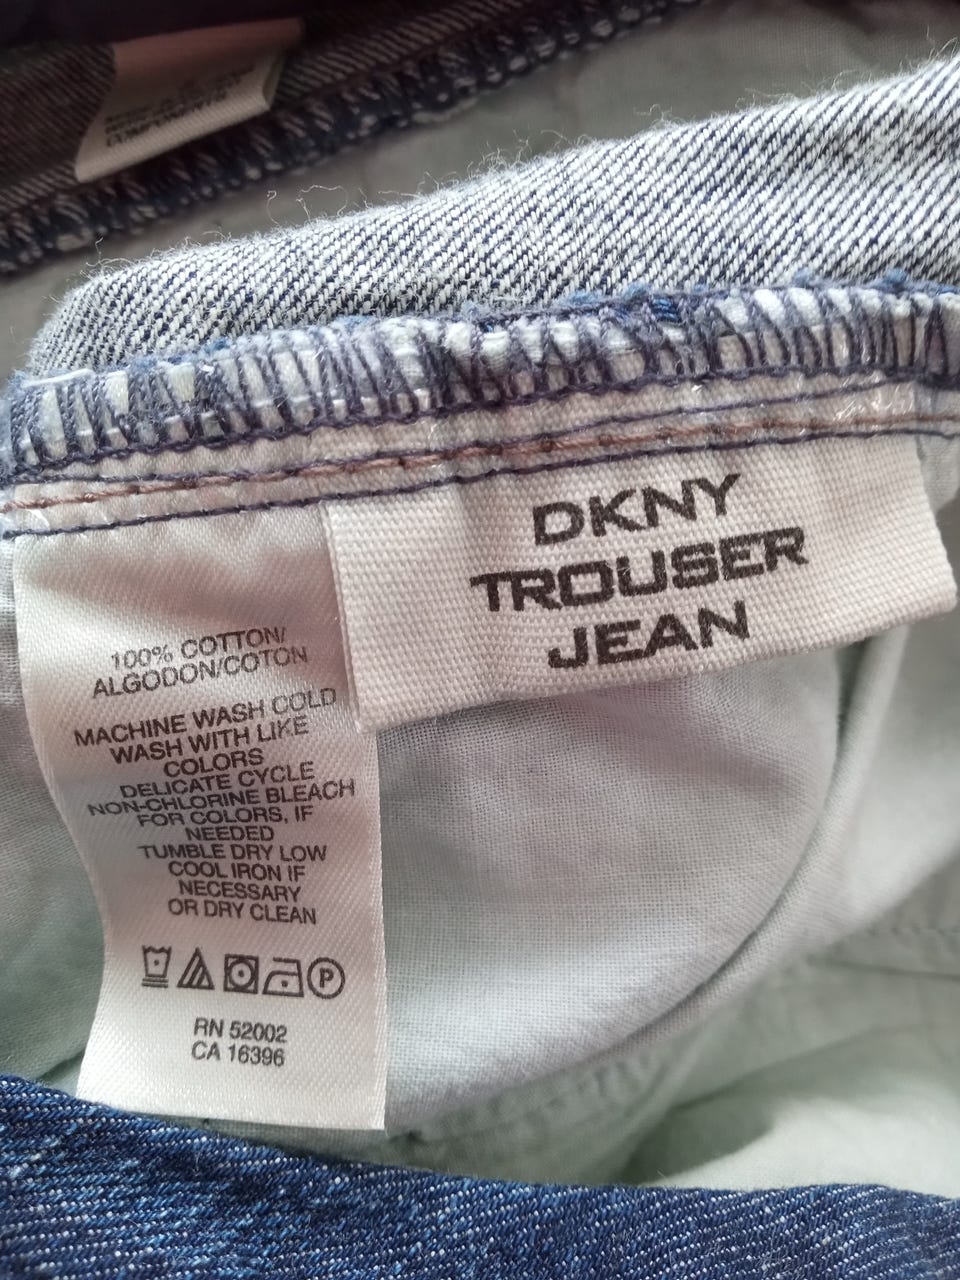 COMPONENTS
DKNY
TROUSER
JEAN
100% COTTON/
ALGODON/COTON
MACHINE WASH COLD
WASH WITH LIKE
COLORS
DELICATE CYCLE
NON-CHLORINE BLEACH
FOR COLORS, IF
NEEDED
TUMBLE DRY LOW
COOL IRON IF
NECESSARY
OR DRY CLEAN
P
RN 52002
CA 16396